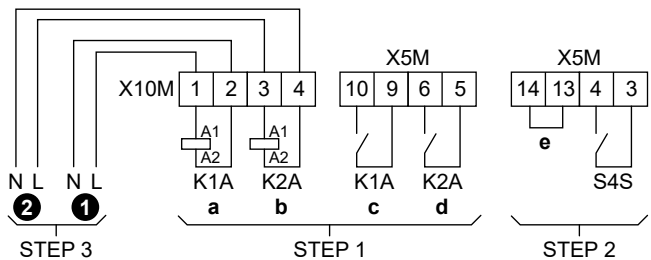 X5M X5M
X10M 1 2 3 4 10 9 6 5 14 13 4 3
A1 A1 e
A2 A2
N L N L K1A K2A K1A K2A S4S
2 1 a b c d
STEP 3 STEP 1 STEP 2